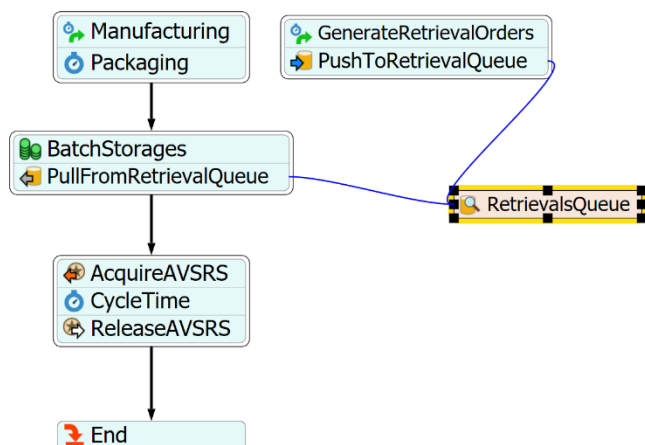 Manufacturing
Packaging
GenerateRetrievalOrders
PushToRetrievalQueue
BatchStorages
PullFromRetrievalQueue
RetrievalsQueue
AcquireAVSRS
CycleTime
ReleaseAVSRS
End